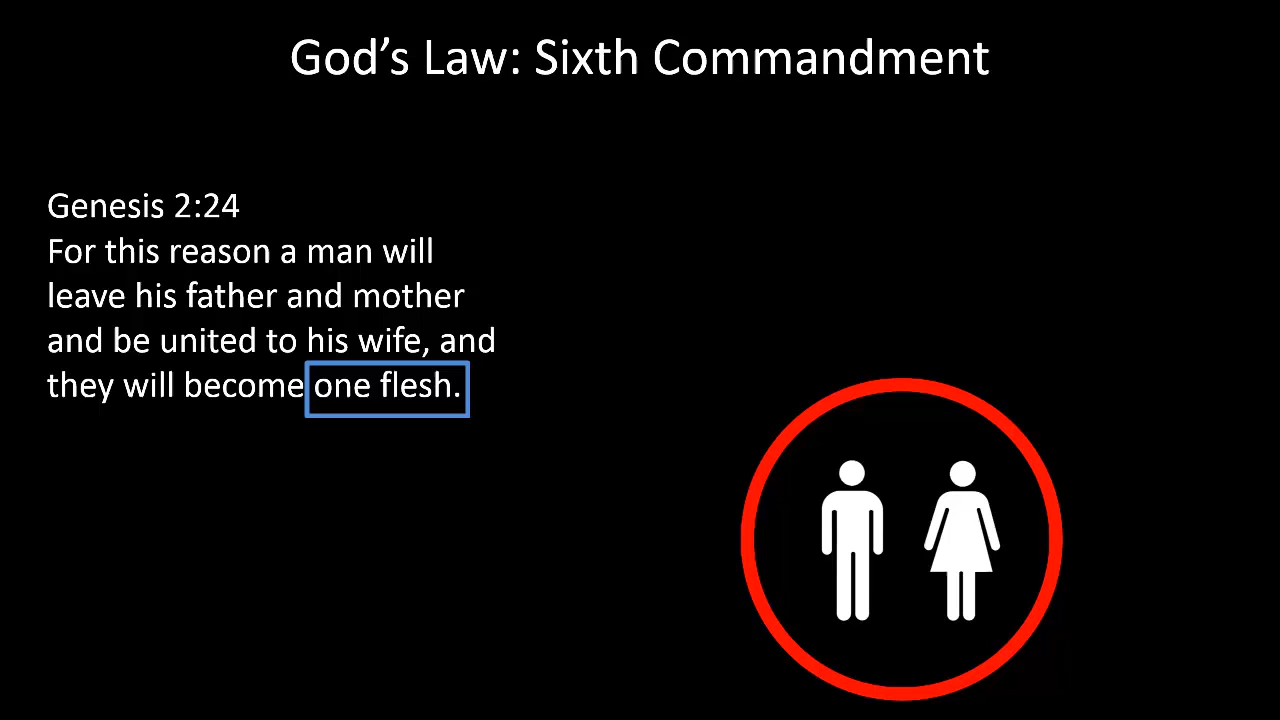 God’s Law: Sixth Commandment
Genesis 2:24
For this reason a man will
leave his father and mother
and be united to his wife, and
they will become one flesh.